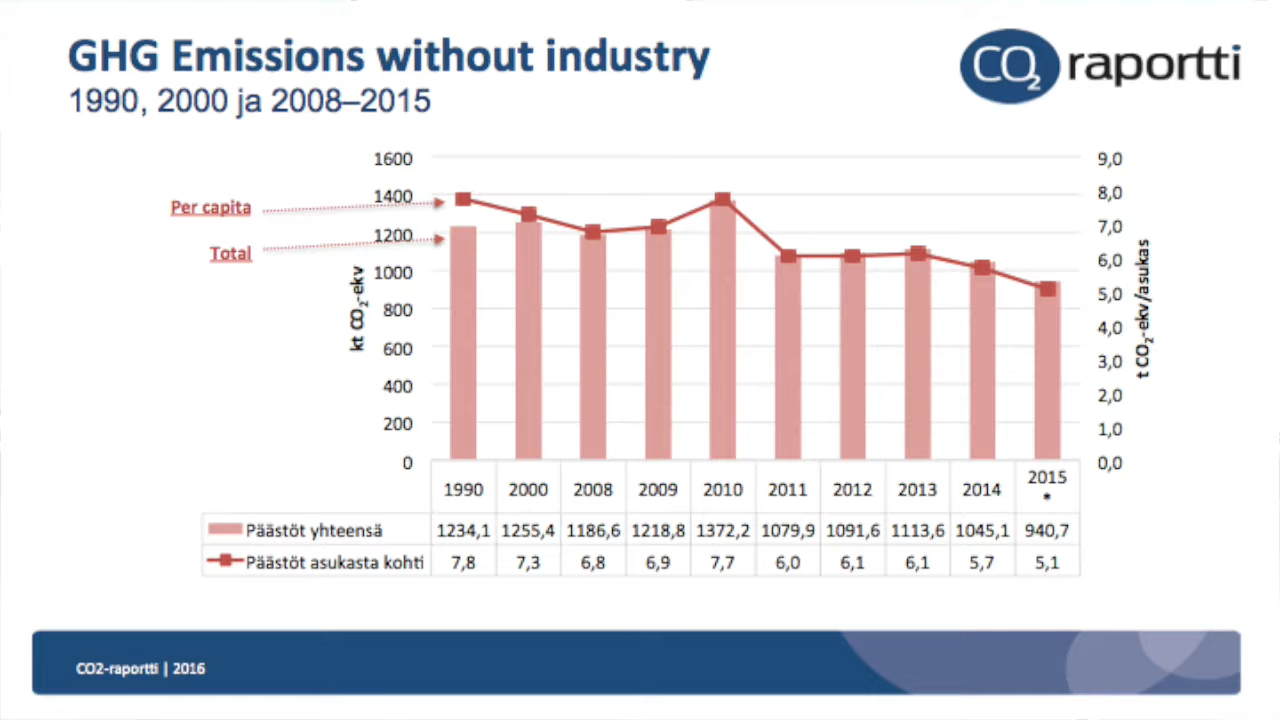 GHG Emissions without industry
1990, 2000 ja 2008–2015
CO2 raportti
Per capita
Total
kt CO2-ekv
1600
1400
1200
1000
800
600
400
200
0
9,0
8,0
7,0
6,0
5,0
4,0
3,0
2,0
1,0
0,0
t CO2-ekv/asukas
1990 2000 2008 2009 2010 2011 2012 2013 2014 2015
*
Päästöt yhteensä 1234,1 1255,4 1186,6 1218,8 1372,2 1079,9 1091,6 1113,6 1045,1 940,7
Päästöt asukasta kohti 7,8 7,3 6,8 6,9 7,7 6,0 6,1 6,1 5,7 5,1
CO2-raportti | 2016